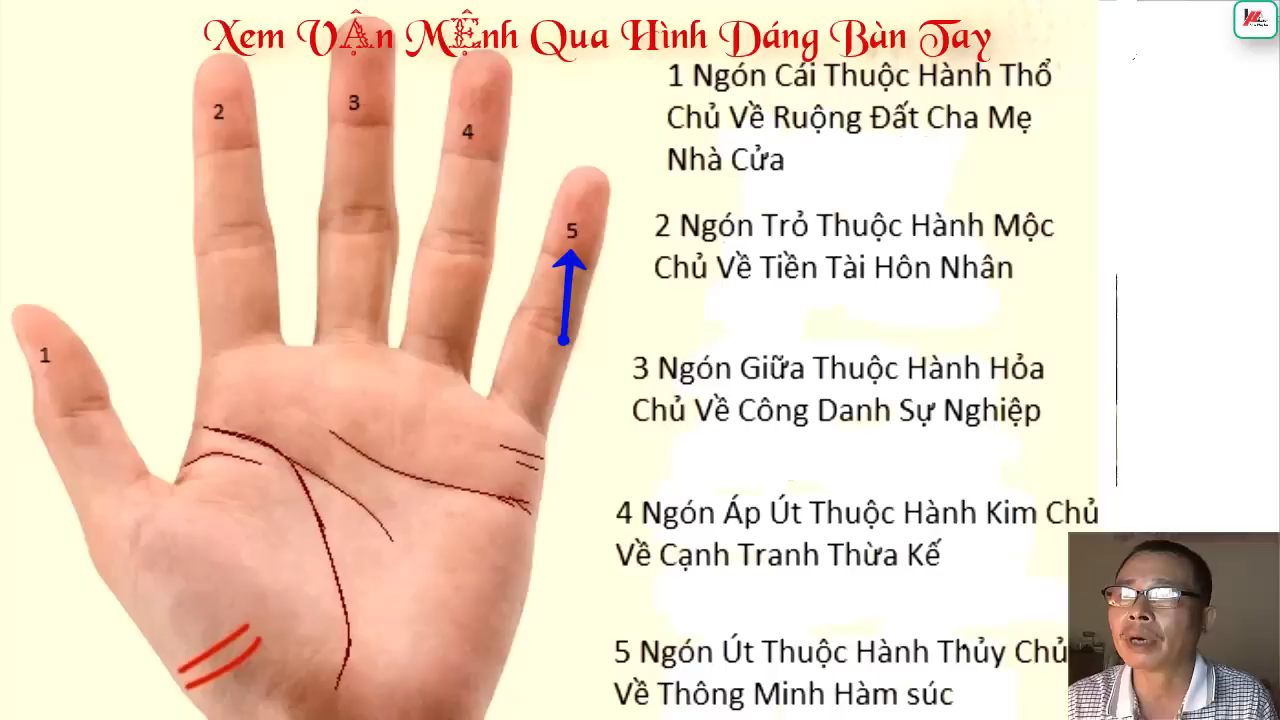 Xem Vận Mệnh Qua Hình Dáng Bàn Tay
1 Ngón Cái Thuộc Hành Thổ
Chủ Về Ruộng Đất Cha Mẹ
Nhà Cửa
2 Ngón Trỏ Thuộc Hành Mộc
Chủ Về Tiền Tài Hôn Nhân
3 Ngón Giữa Thuộc Hành Hỏa
Chủ Về Công Danh Sự Nghiệp
4 Ngón Áp Út Thuộc Hành Kim Chủ
Về Cạnh Tranh Thừa Kế
5 Ngón Út Thuộc Hành Thủy Chủ
Về Thông Minh Hàm súc
1
2
3
4
5